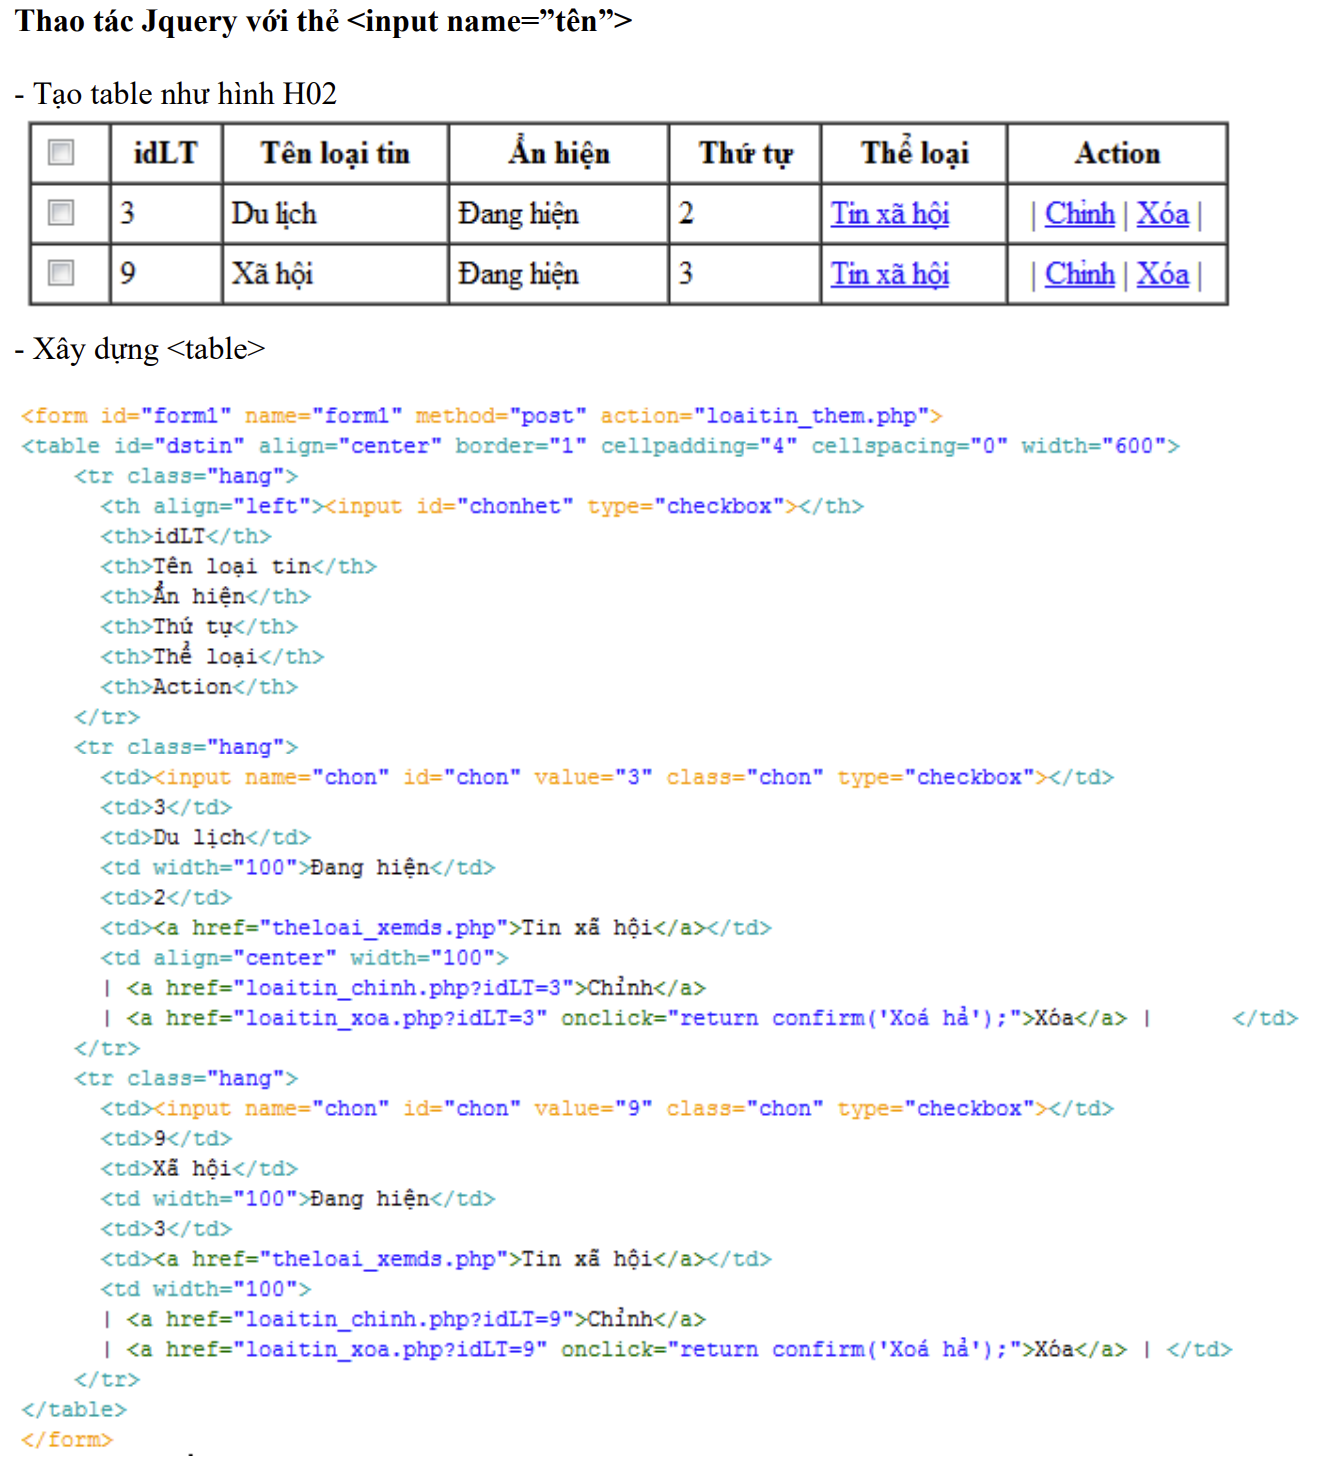 Thao tác Jquery với thẻ <input name=”tên”>
- Tạo table như hình H02
idLT Tên loại tin Ẩn hiện Thứ tự Thể loại Action
3 Du lịch Đang hiện 2 Tin xã hội | Chỉnh | Xóa |
9 Xã hội Đang hiện 3 Tin xã hội | Chỉnh | Xóa |
- Xây dựng <table>
<form id="form1" name="form1" method="post" action="loaitin_them.php">
<table id="dstin" align="center" border="1" cellpadding="4" cellspacing="0" width="600">
<tr class="hang">
<th align="left"><input id="chonhet" type="checkbox"></th>
<th>idLT</th>
<th>Tên loại tin</th>
<th>Ẩn hiện</th>
<th>Thứ tự</th>
<th>Thể loại</th>
<th>Action</th>
</tr>
<tr class="hang">
<td><input name="chon" id="chon" value="3" class="chon" type="checkbox"></td>
<td>3</td>
<td>Du lịch</td>
<td width="100">Đang hiện</td>
<td>2</td>
<td><a href="theloai_xemds.php">Tin xã hội</a></td>
<td align="center" width="100">
| <a href="loaitin_chinh.php?idLT=3">Chỉnh</a>
| <a href="loaitin_xoa.php?idLT=3" onclick="return confirm('Xoá hả');">Xóa</a> | </td>
</tr>
<tr class="hang">
<td><input name="chon" id="chon" value="9" class="chon" type="checkbox"></td>
<td>9</td>
<td>Xã hội</td>
<td width="100">Đang hiện</td>
<td>3</td>
<td><a href="theloai_xemds.php">Tin xã hội</a></td>
<td width="100">
| <a href="loaitin_chinh.php?idLT=9">Chỉnh</a>
| <a href="loaitin_xoa.php?idLT=9" onclick="return confirm('Xoá hả');">Xóa</a> | </td>
</tr>
</table>
</form>